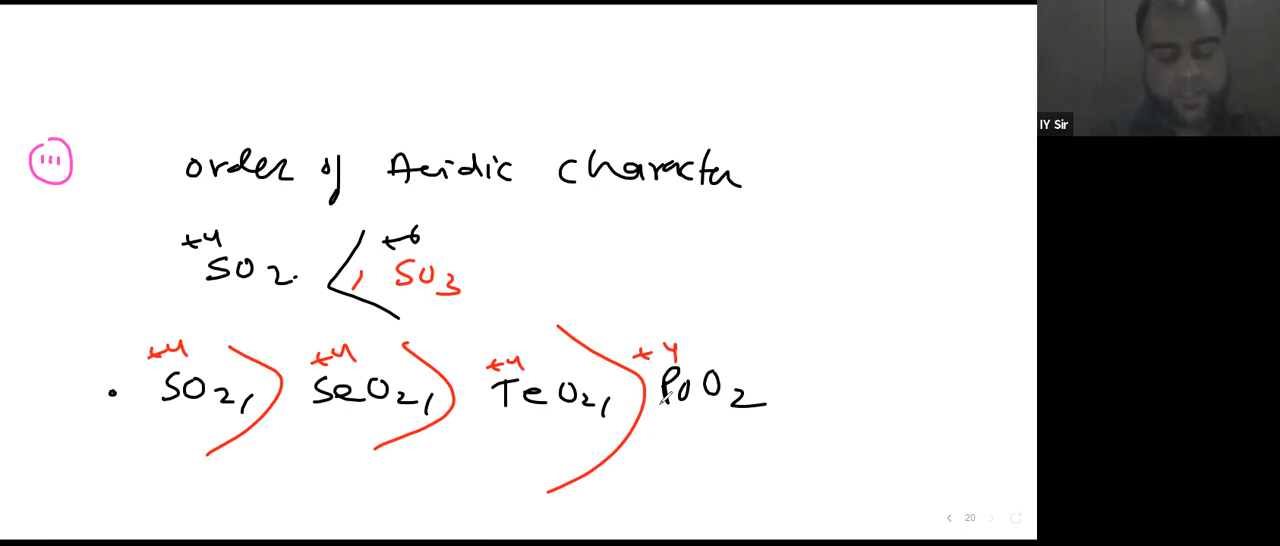 IY Sir
(iii) order of Acidic character
+4 +6
SO2. < , SO3
+4 +4 +4 +4
. SO2, > SeO2, > TeO2, > PoO2
20